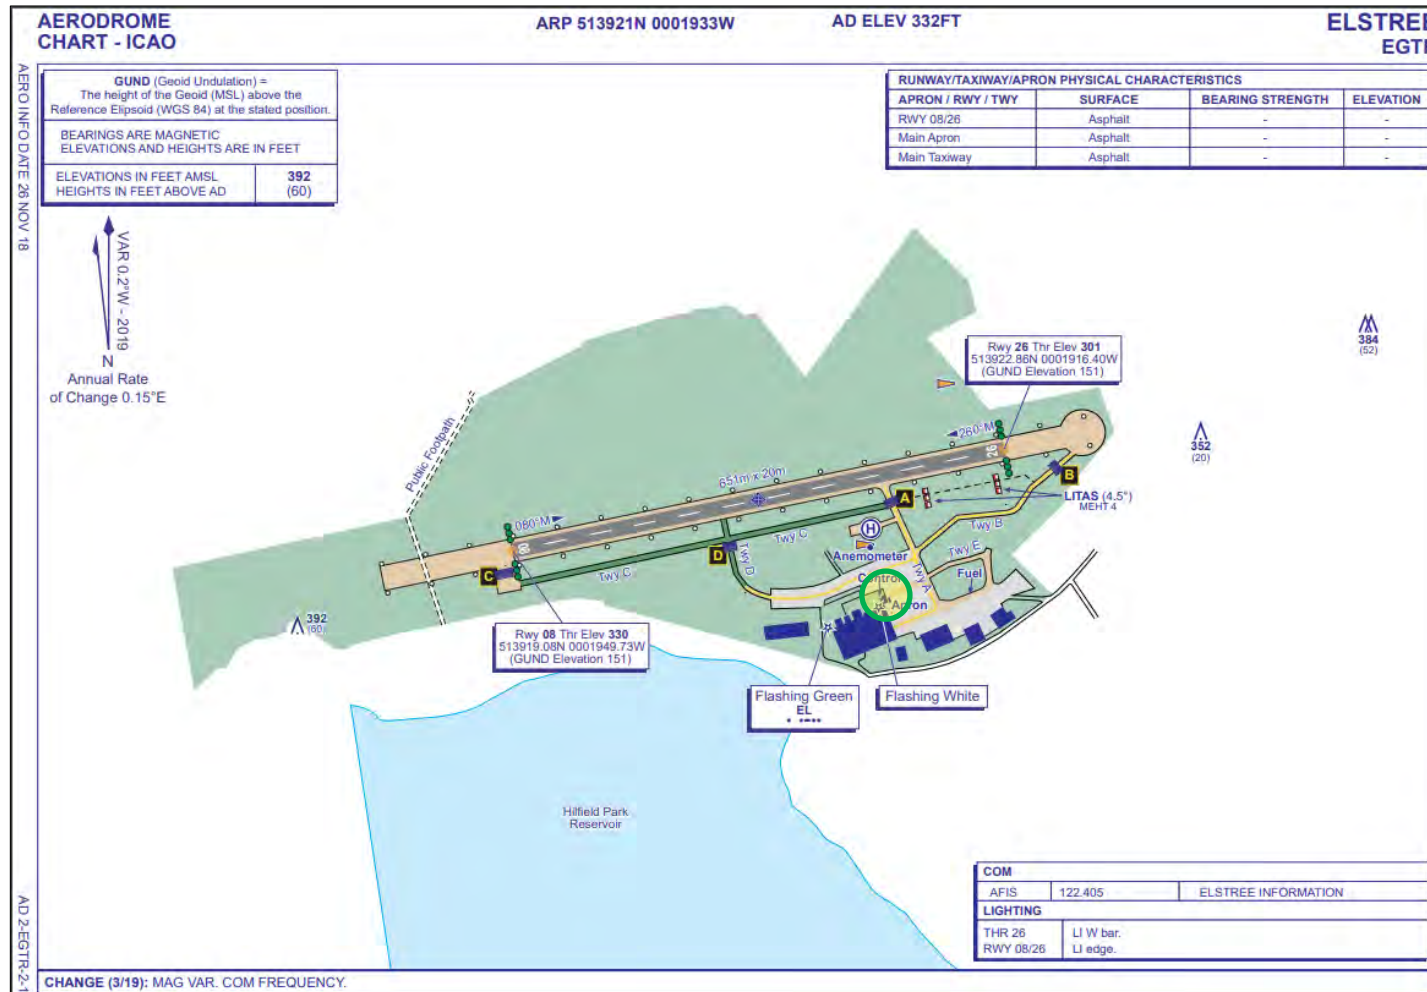 AERODROME
CHART - ICAO
ARP 513921N 0001933W
AD ELEV 332FT
ELSTREE
EGT
AERO INFO DATE 26 NOV 18
GUND (Geoid Undulation) =
The height of the Geoid (MSL) above the
Reference Elipsoid (WGS 84) at the stated position.
BEARINGS ARE MAGNETIC
ELEVATIONS AND HEIGHTS ARE IN FEET
ELEVATIONS IN FEET AMSL 392
HEIGHTS IN FEET ABOVE AD (60)
RUNWAY/TAXIWAY/APRON PHYSICAL CHARACTERISTICS
APRON / RWY / TWY SURFACE BEARING STRENGTH ELEVATION
RWY 08/26 Asphalt - -
Main Apron Asphalt - -
Main Taxiway Asphalt - -
VAR 0.2°W - 2019
N
Annual Rate
of Change 0.15°E
384
(52)
Rwy 26 Thr Elev 301
513922.86N 0001916.40W
(GUND Elevation 151)
Public Footpath
260°M
26
352
(20)
651m x 20m
B
A
LITAS (4.5°)
MEHT 4
080°M
08
H
Twy B
Twy C
D
Twy D
Anemometer
Twy E
C
Twy C
Control
Twy A
Fuel
Apron
392
(60)
Rwy 08 Thr Elev 330
513919.08N 0001949.73W
(GUND Elevation 151)
Flashing Green
EL
Flashing White
Hilfield Park
Reservoir
COM
AFIS 122.405 ELSTREE INFORMATION
LIGHTING
THR 26 LI W bar.
RWY 08/26 LI edge.
AD 2-EGTR-2-1
CHANGE (3/19): MAG VAR. COM FREQUENCY.